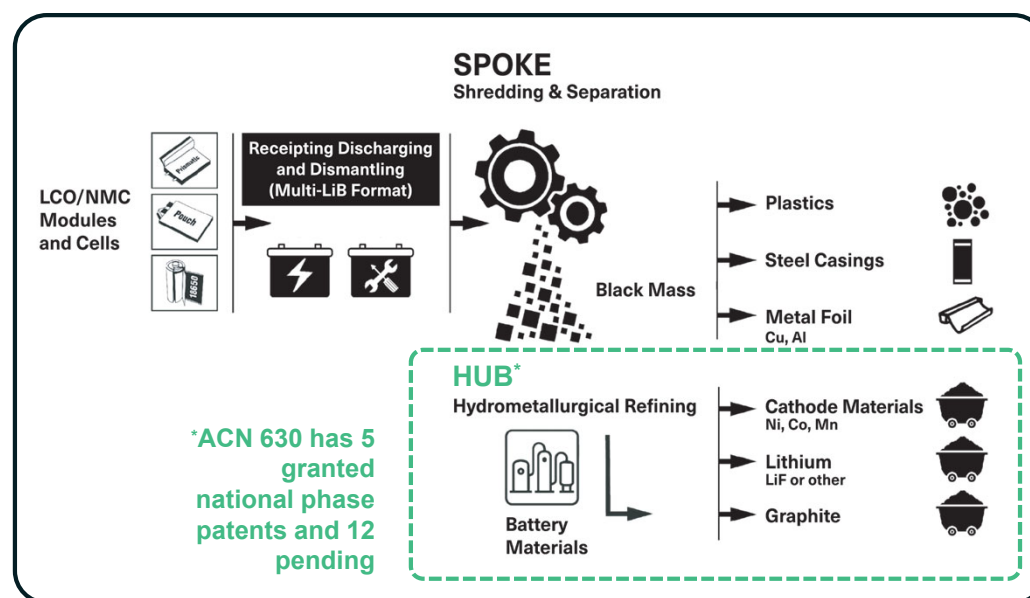 SPOKE
Shredding & Separation
LCO/NMC
Modules
and Cells
Prismatic
Pouch
18650
Receipting Discharging
and Dismantling
(Multi-LiB Format)
Black Mass
Plastics
Steel Casings
Metal Foil
Cu, Al
HUB*
Hydrometallurgical Refining
Battery
Materials
Cathode Materials
Ni, Co, Mn
Lithium
LiF or other
Graphite
*ACN 630 has 5
granted
national phase
patents and 12
pending